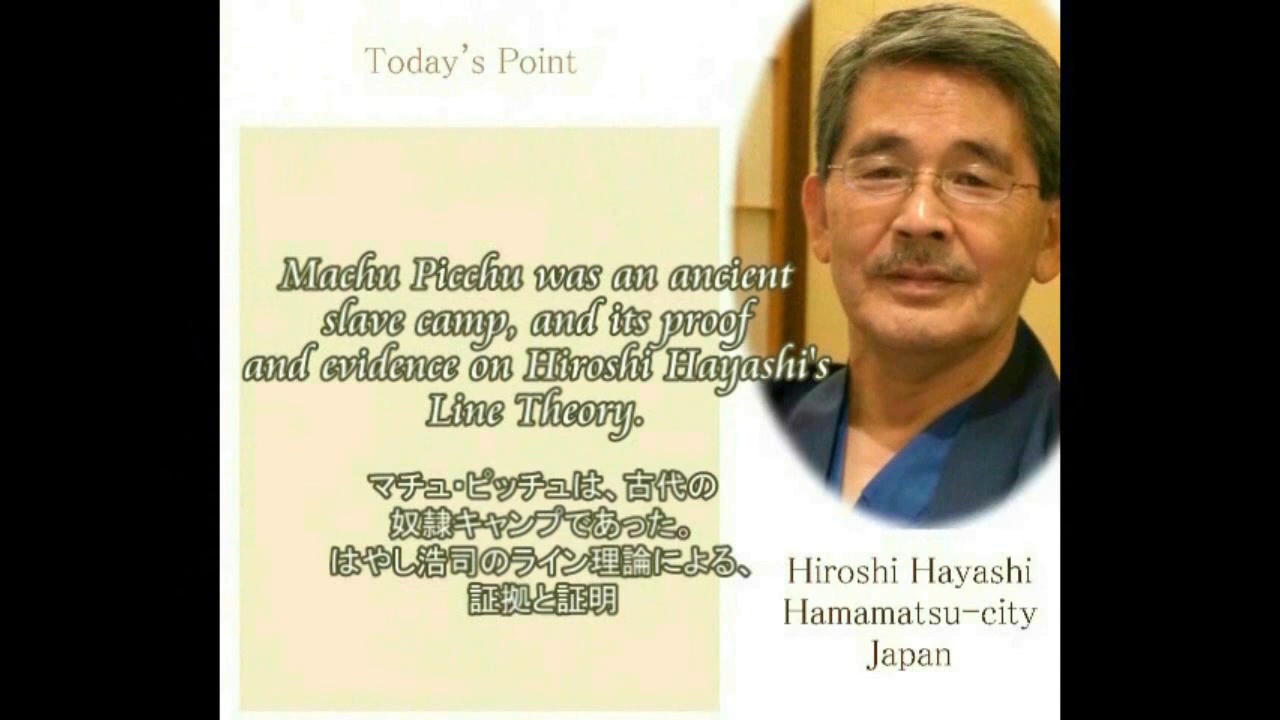 Today's Point
Machu Picchu was an ancient
slave camp, and its proof
and evidence on Hiroshi Hayashi's
Line Theory.
マチュ・ピッチュは、古代の
奴隷キャンプであった。
はやし浩司のライン理論による、
証拠と証明
Hiroshi Hayashi
Hamamatsu-city
Japan